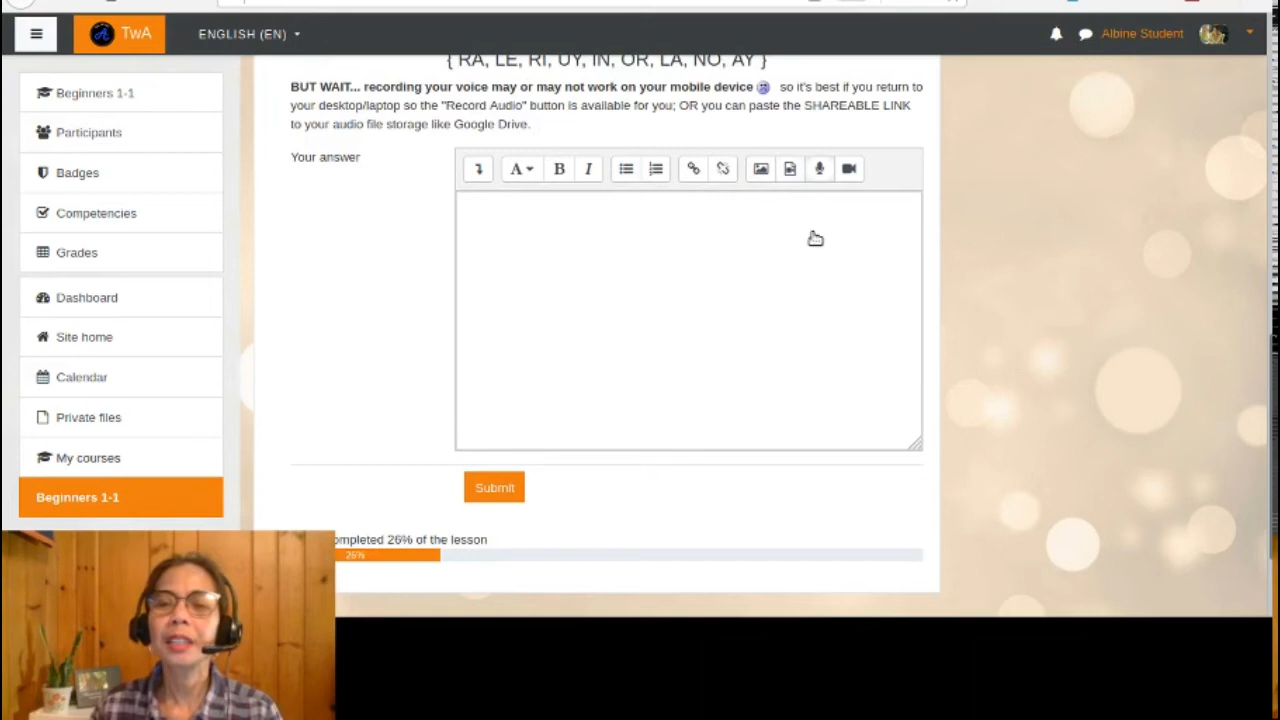 TwA
ENGLISH (EN)
Albine Student
Beginners 1-1
Participants
Badges
Competencies
Grades
Dashboard
Site home
Calendar
Private files
My courses
Beginners 1-1
{ RA, LE, RI, UY, IN, OR, LA, NO, AY }
BUT WAIT... recording your voice may or may not work on your mobile device so it's best if you return to
your desktop/laptop so the "Record Audio" button is available for you; OR you can paste the SHAREABLE LINK
to your audio file storage like Google Drive.
Your answer
A B I
Submit
ompleted 26% of the lesson
26%